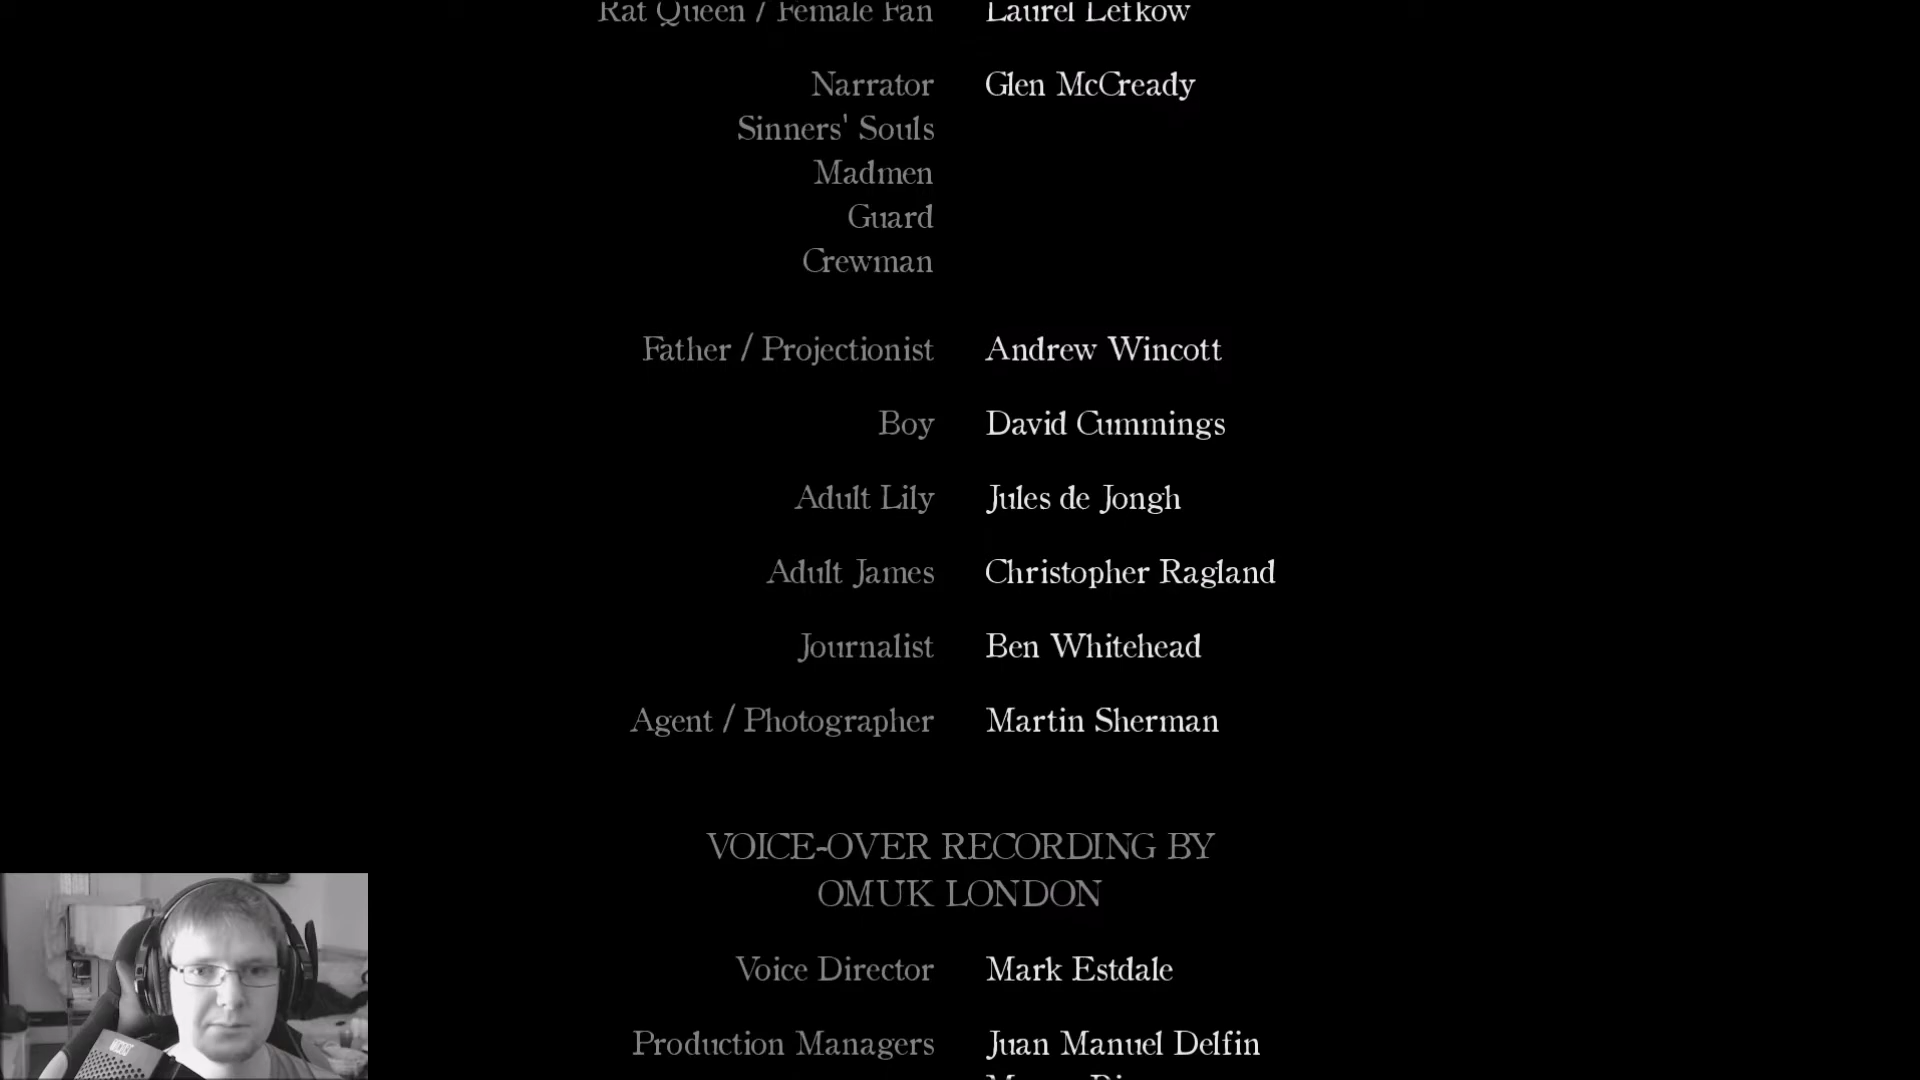 Rat Queen / Female Fan Laurel Lefkow
Narrator Glen McCready
Sinners' Souls
Madmen
Guard
Crewman
Father / Projectionist Andrew Wincott
Boy David Cummings
Adult Lily Jules de Jongh
Adult James Christopher Ragland
Journalist Ben Whitehead
Agent / Photographer Martin Sherman
VOICE-OVER RECORDING BY
OMUK LONDON
Voice Director Mark Estdale
Production Managers Juan Manuel Delfin